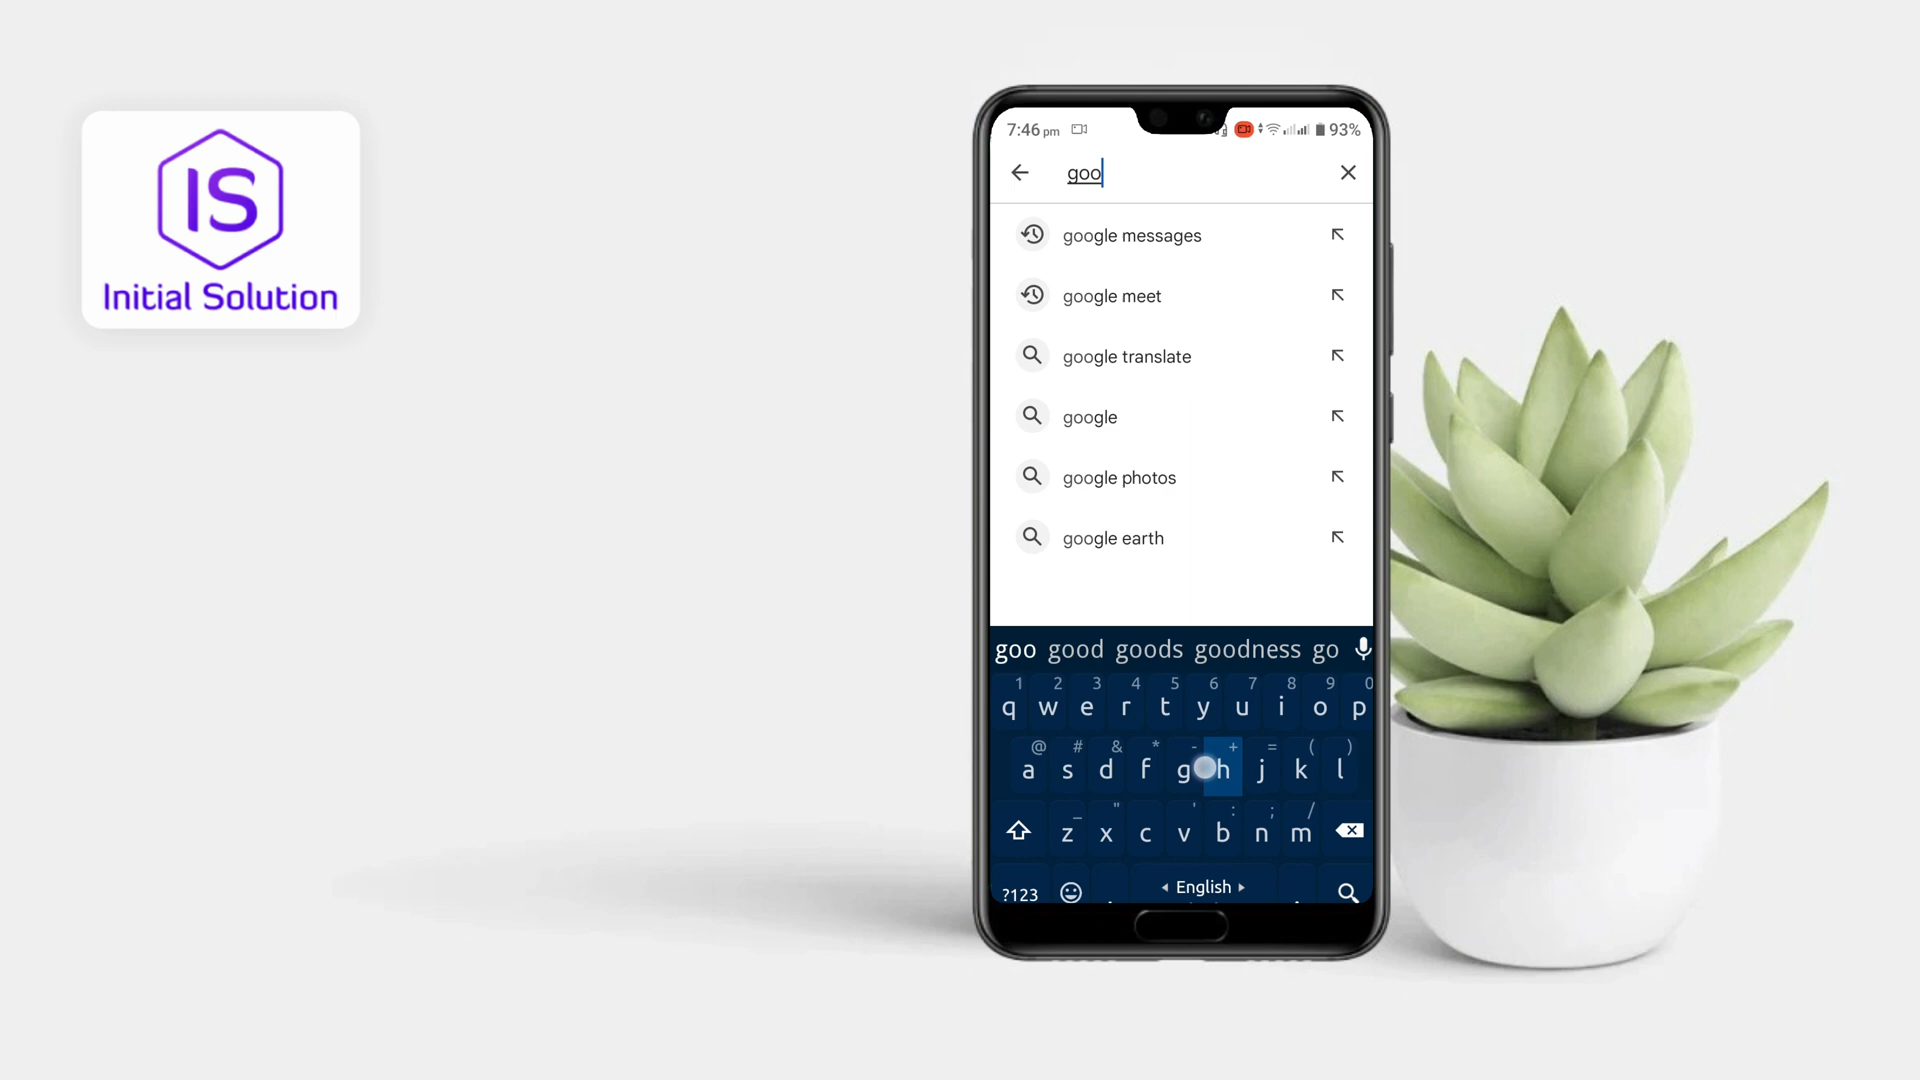 IS
Initial Solution
7:46 pm 93%
goo
google messages
google meet
google translate
google
google photos
google earth
goo good goods goodness go
1 2 3 4 5 6 7 8 9 0
q w e r t y u i o p
@ # & * - + = ( )
a s d f g h j k l
_ " ' : ; /
z x c v b n m
?123 English